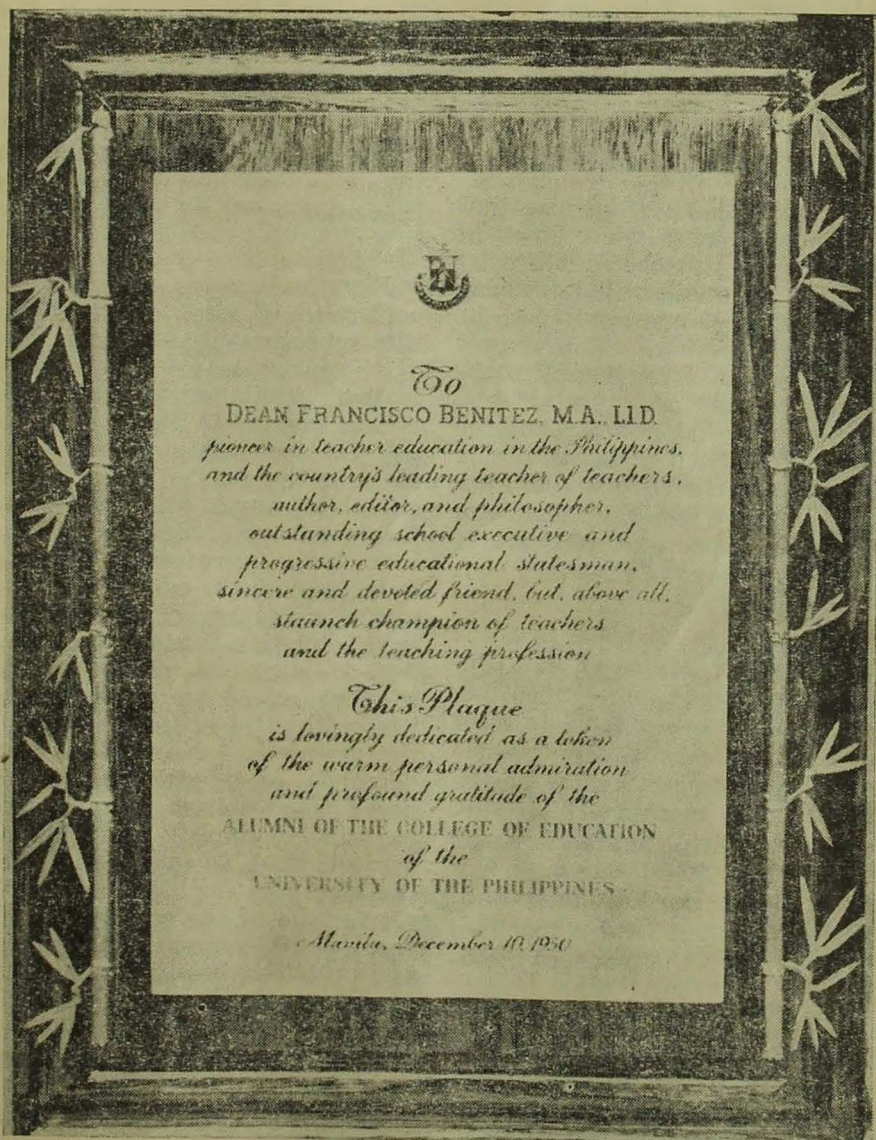 To
DEAN FRANCISCO BENITEZ, M.A., Ll.D.
pioneer in teacher education in the Philippines,
and the country's leading teacher of teachers,
author, editor, and philosopher,
outstanding school executive and
progressive educational statesman,
sincere and devoted friend, but, above all,
staunch champion of teachers
and the teaching profession
This Plaque
is lovingly dedicated as a token
of the warm personal admiration
and profound gratitude of the
ALUMNI OF THE COLLEGE OF EDUCATION
of the
UNIVERSITY OF THE PHILIPPINES
Manila, December 10, 1950